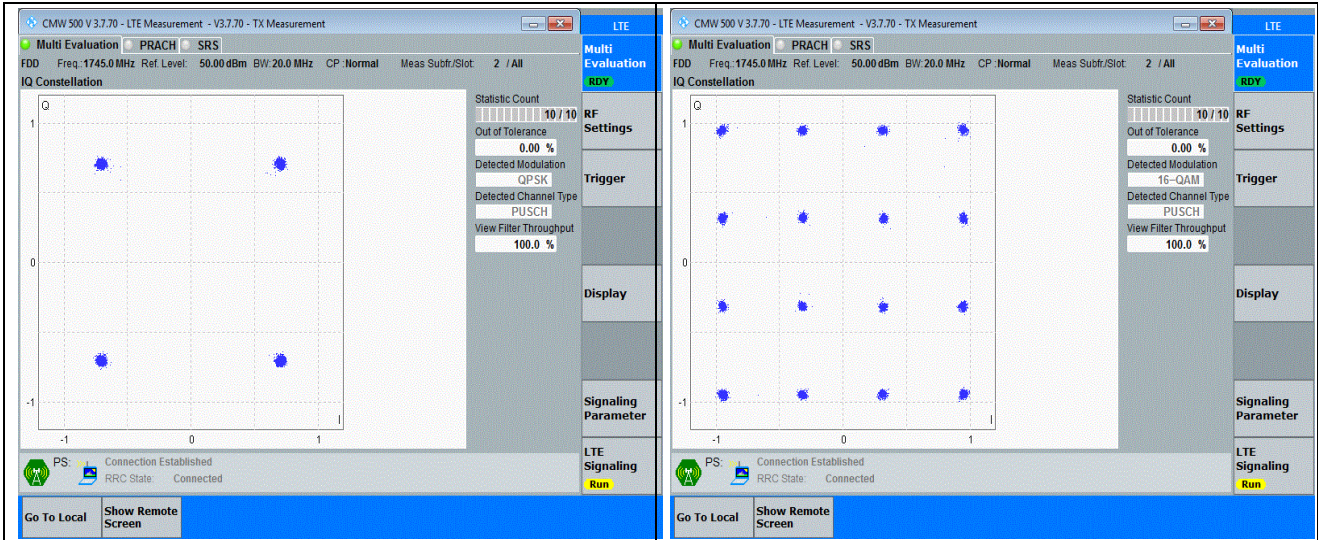 CMW 500 V 3.7.70 - LTE Measurement - V3.7.70 - TX Measurement
LTE
Multi Evaluation PRACH SRS
Multi
Evaluation
RDY
FDD Freq.:1745.0 MHz Ref. Level: 50.00 dBm BW:20.0 MHz CP :Normal Meas Subfr./Slot: 2 / All
IQ Constellation
Q
1
0
-1
-1
0
1
I
Statistic Count
10 / 10
Out of Tolerance
0.00 %
Detected Modulation
QPSK
Detected Channel Type
PUSCH
View Filter Throughput
100.0 %
RF
Settings
Trigger
Display
Signaling
Parameter
LTE
Signaling
Run
PS: Connection Established
RRC State: Connected
Go To Local
Show Remote
Screen
CMW 500 V 3.7.70 - LTE Measurement - V3.7.70 - TX Measurement
LTE
Multi Evaluation PRACH SRS
Multi
Evaluation
RDY
FDD Freq.:1745.0 MHz Ref. Level: 50.00 dBm BW:20.0 MHz CP :Normal Meas Subfr./Slot: 2 / All
IQ Constellation
Q
1
0
-1
-1
0
1
I
Statistic Count
10 / 10
Out of Tolerance
0.00 %
Detected Modulation
16-QAM
Detected Channel Type
PUSCH
View Filter Throughput
100.0 %
RF
Settings
Trigger
Display
Signaling
Parameter
LTE
Signaling
Run
PS: Connection Established
RRC State: Connected
Go To Local
Show Remote
Screen